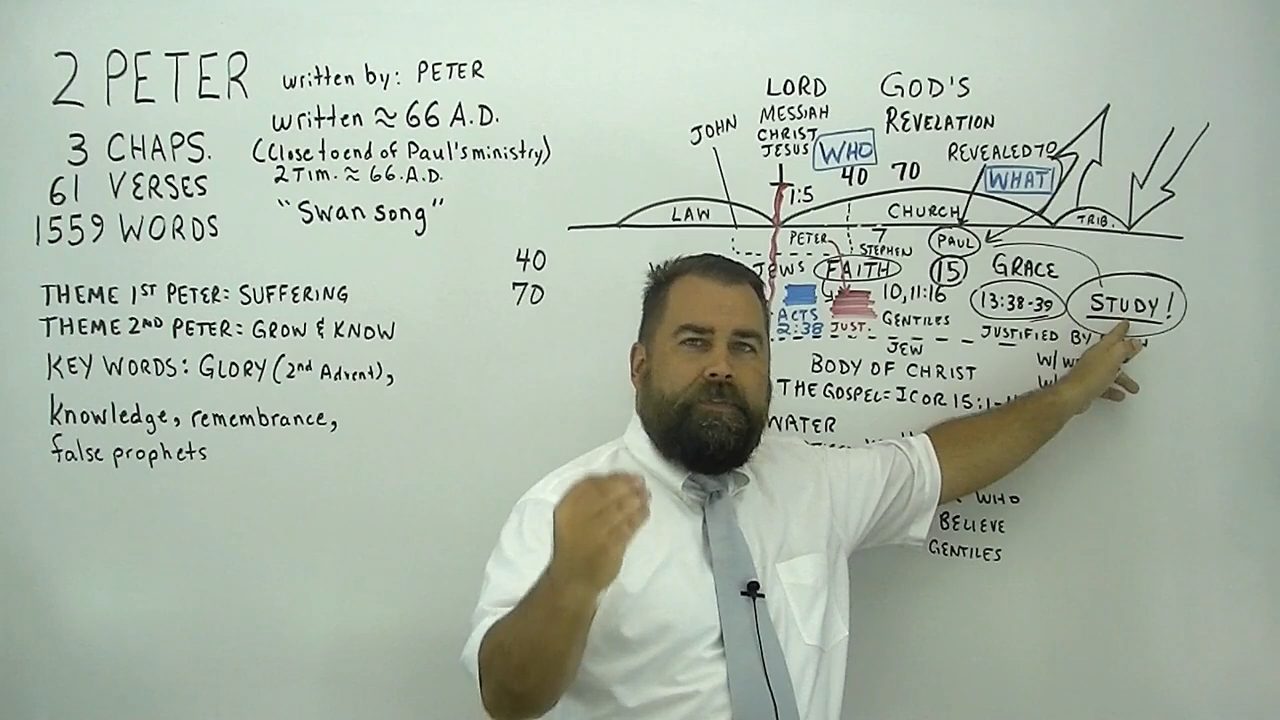 2 PETER
written by: PETER
written ≈ 66 A.D.
(Close to end of Paul's ministry)
2 Tim. ≈ 66.A.D.
"Swan song"
3 CHAPS.
61 VERSES
1559 WORDS
40
70
THEME 1ST PETER: SUFFERING
THEME 2ND PETER: GROW & KNOW
KEY WORDS: GLORY (2nd Advent),
knowledge, remembrance,
false prophets
JOHN
LORD
MESSIAH
CHRIST
JESUS
WHO
GOD'S
REVELATION
REVEALED TO
WHAT
40 70
1:5
LAW
CHURCH
TRIB.
PETER
7
STEPHEN
PAUL
JEWS
FAITH
15
GRACE
10, 11:16
13:38-39
STUDY!
ACTS
2:38
JUST.
GENTILES
JUSTIFIED BY
JEW
W/
BODY OF CHRIST
THE GOSPEL = I COR 15:1-
WATER
WHO
BELIEVE
GENTILES